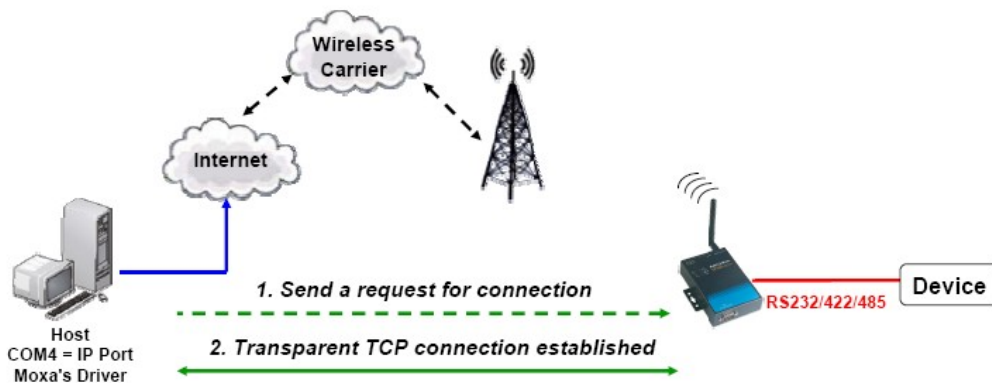 Wireless
Carrier
Internet
1. Send a request for connection
RS232/422/485
Device
Host
COM4 = IP Port
Moxa's Driver
2. Transparent TCP connection established